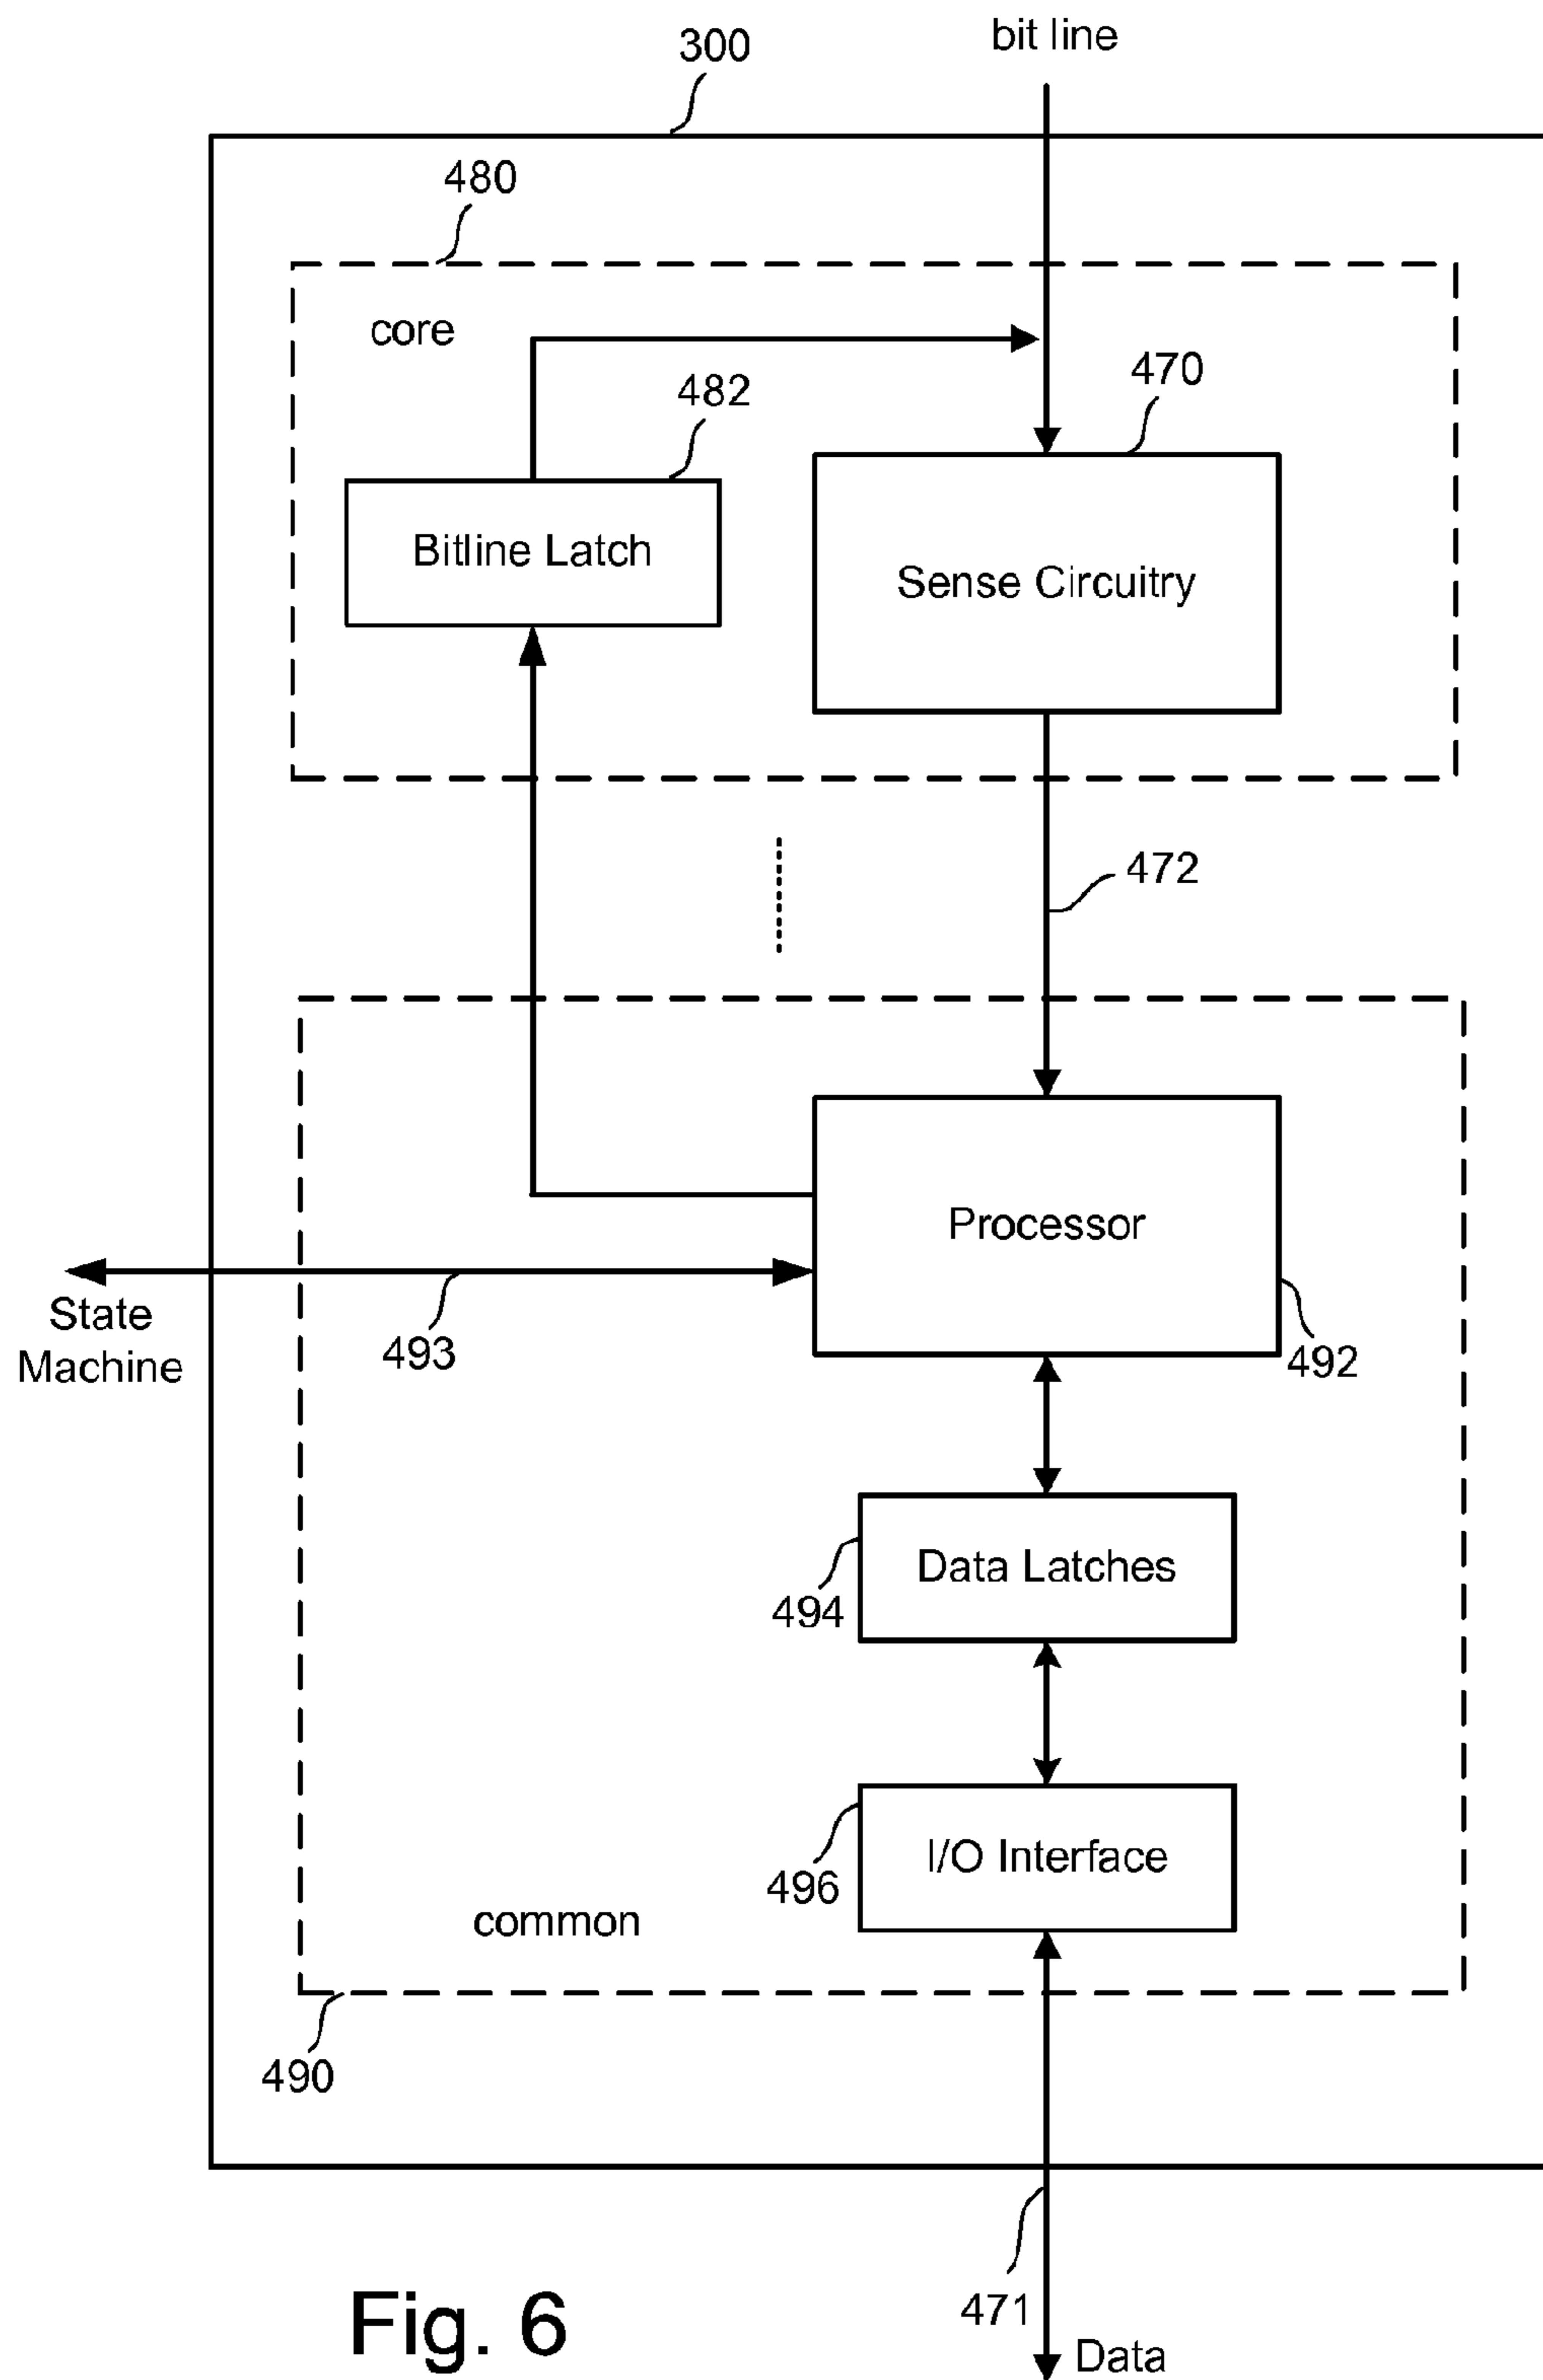 bit line
300
480
core
470
482
Bitline Latch
Sense Circuitry
472
Processor
State
Machine
493
492
Data Latches
494
I/O Interface
496
common
490
471
Data
Fig. 6